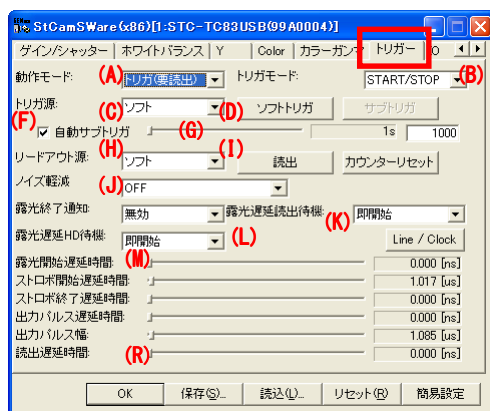 StCamSWare(x86)[1:STC-TC83USB(99A0004)]
ゲイン/シャッター ホワイトバランス Y Color カラーガンマ トリガー IO
動作モード: (A) トリガ(要読出) トリガモード: START/STOP (B)
トリガ源: (C) ソフト (D) ソフトトリガ サブトリガ
(F) 自動サブトリガ (G) 1s 1000
リードアウト源: (H) ソフト (I) 読出 カウンターリセット
ノイズ軽減 (J) OFF
露光終了通知: 無効 露光遅延読出待機: (K) 即開始
露光遅延HD待機: 即開始 (L) Line / Clock
露光開始遅延時間: (M) 0.000 [ns]
ストロボ開始遅延時間: 1.017 [us]
ストロボ終了遅延時間: 0.000 [ns]
出力パルス遅延時間: 0.000 [ns]
出力パルス幅: 1.085 [us]
読出遅延時間: (R) 0.000 [ns]
OK 保存(S)... 読込(L)... リセット(R) 簡易設定